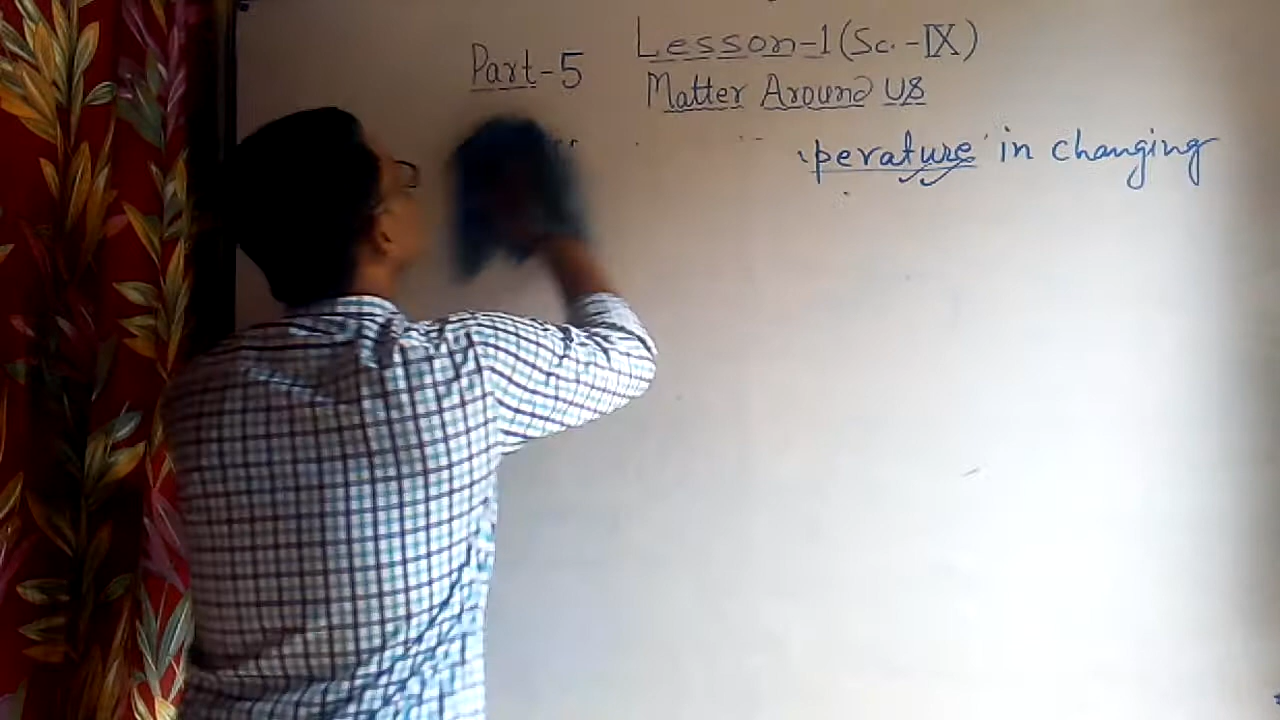 Lesson-1 (Sc.-IX)
Part-5
Matter Around us
perature in changing